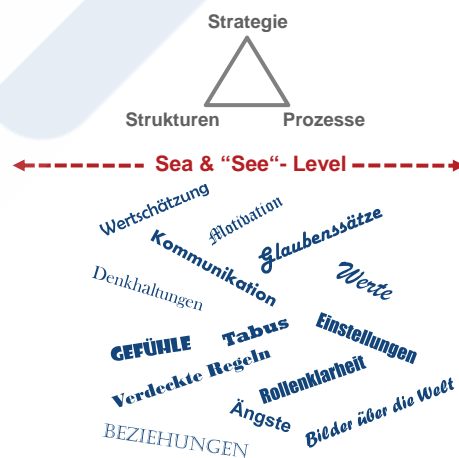 Strategie
Strukturen
Prozesse
Sea & “See“- Level
Wertschätzung
Motivation
Kommunikation
Glaubenssätze
Denkhaltungen
Werte
GEFÜHLE
Tabus
Einstellungen
Verdeckte Regeln
Rollenklarheit
Ängste
Bilder über die Welt
BEZIEHUNGEN